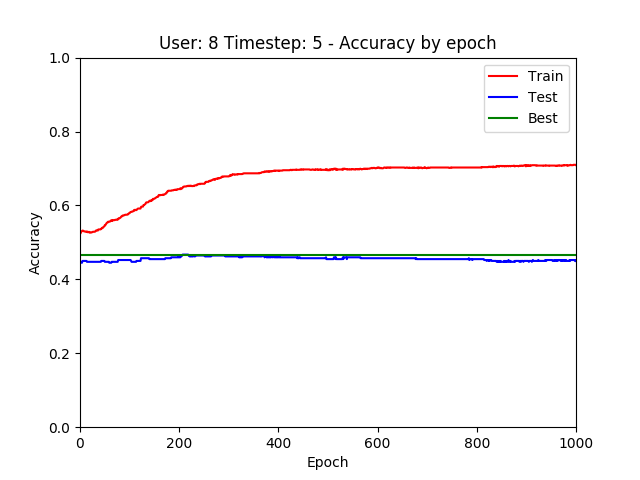 User: 8 Timestep: 5 - Accuracy by epoch
1.0
0.8
0.6
0.4
0.2
0.0
Accuracy
Train
Test
Best
0 200 400 600 800 1000
Epoch